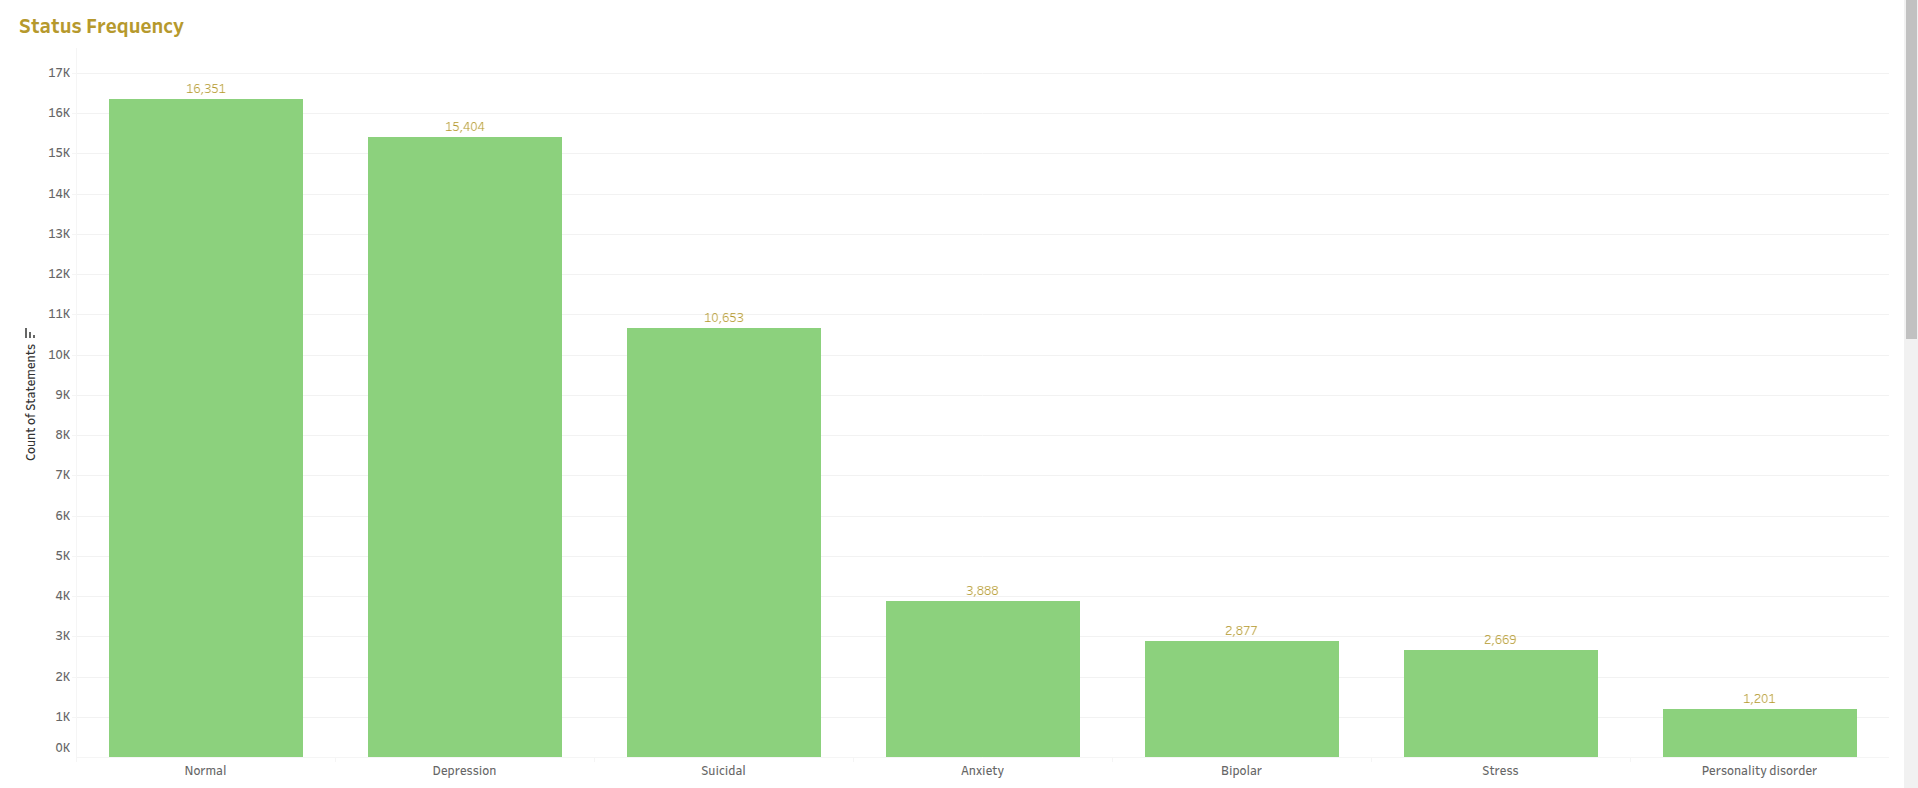 Status Frequency
17K
16K
15K
14K
13K
12K
11K
10K
9K
8K
7K
6K
5K
4K
3K
2K
1K
0K
Count of Statements
16,351
15,404
10,653
3,888
2,877
2,669
1,201
Normal
Depression
Suicidal
Anxiety
Bipolar
Stress
Personality disorder